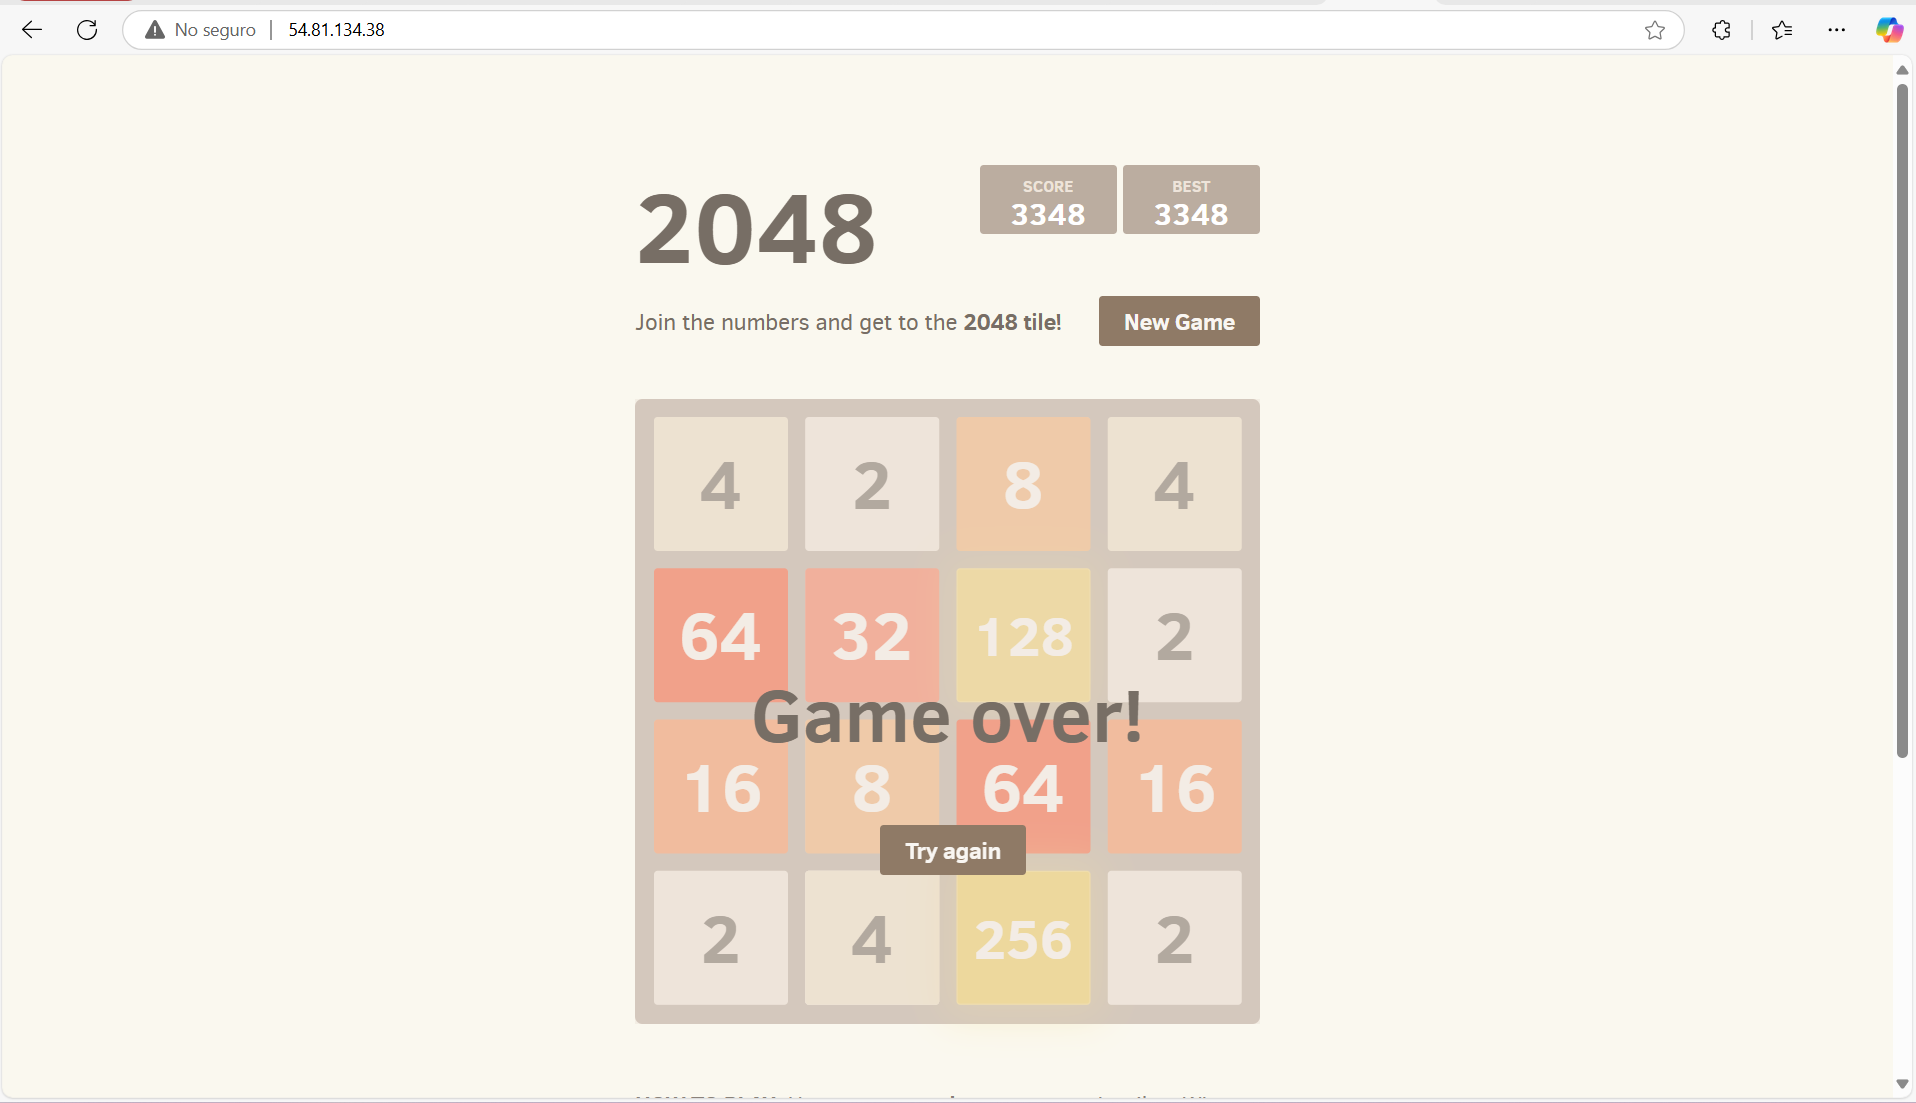 No seguro 54.81.134.38
2048
SCORE
3348
BEST
3348
Join the numbers and get to the 2048 tile!
New Game
4 2 8 4
64 32 128 2
Game over!
16 8 64 16
Try again
2 4 256 2